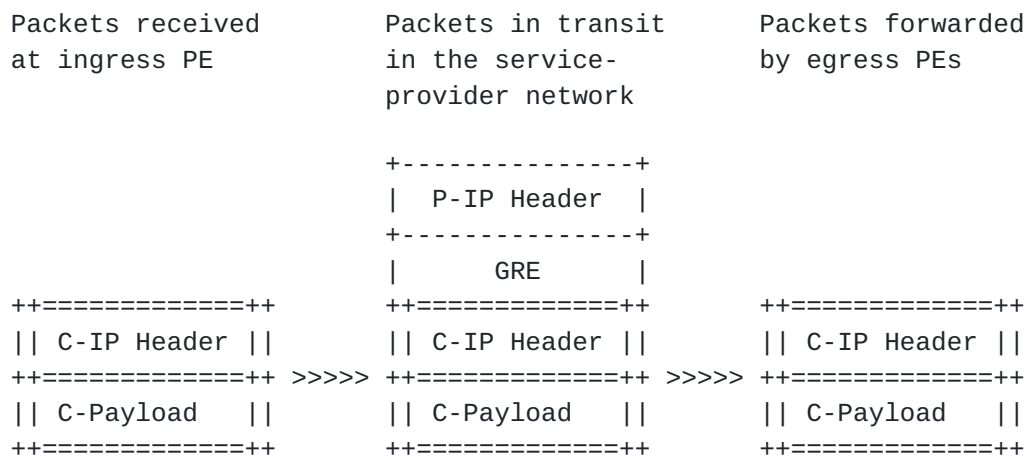 Packets received        Packets in transit      Packets forwarded
at ingress PE           in the service-         by egress PEs
                        provider network

                        +---------------+
                        |  P-IP Header  |
                        +---------------+
                        |      GRE      |
++=============++       ++=============++       ++=============++
|| C-IP Header ||       || C-IP Header ||       || C-IP Header ||
++=============++ >>>>> ++=============++ >>>>> ++=============++
|| C-Payload   ||       || C-Payload   ||       || C-Payload   ||
++=============++       ++=============++       ++=============++